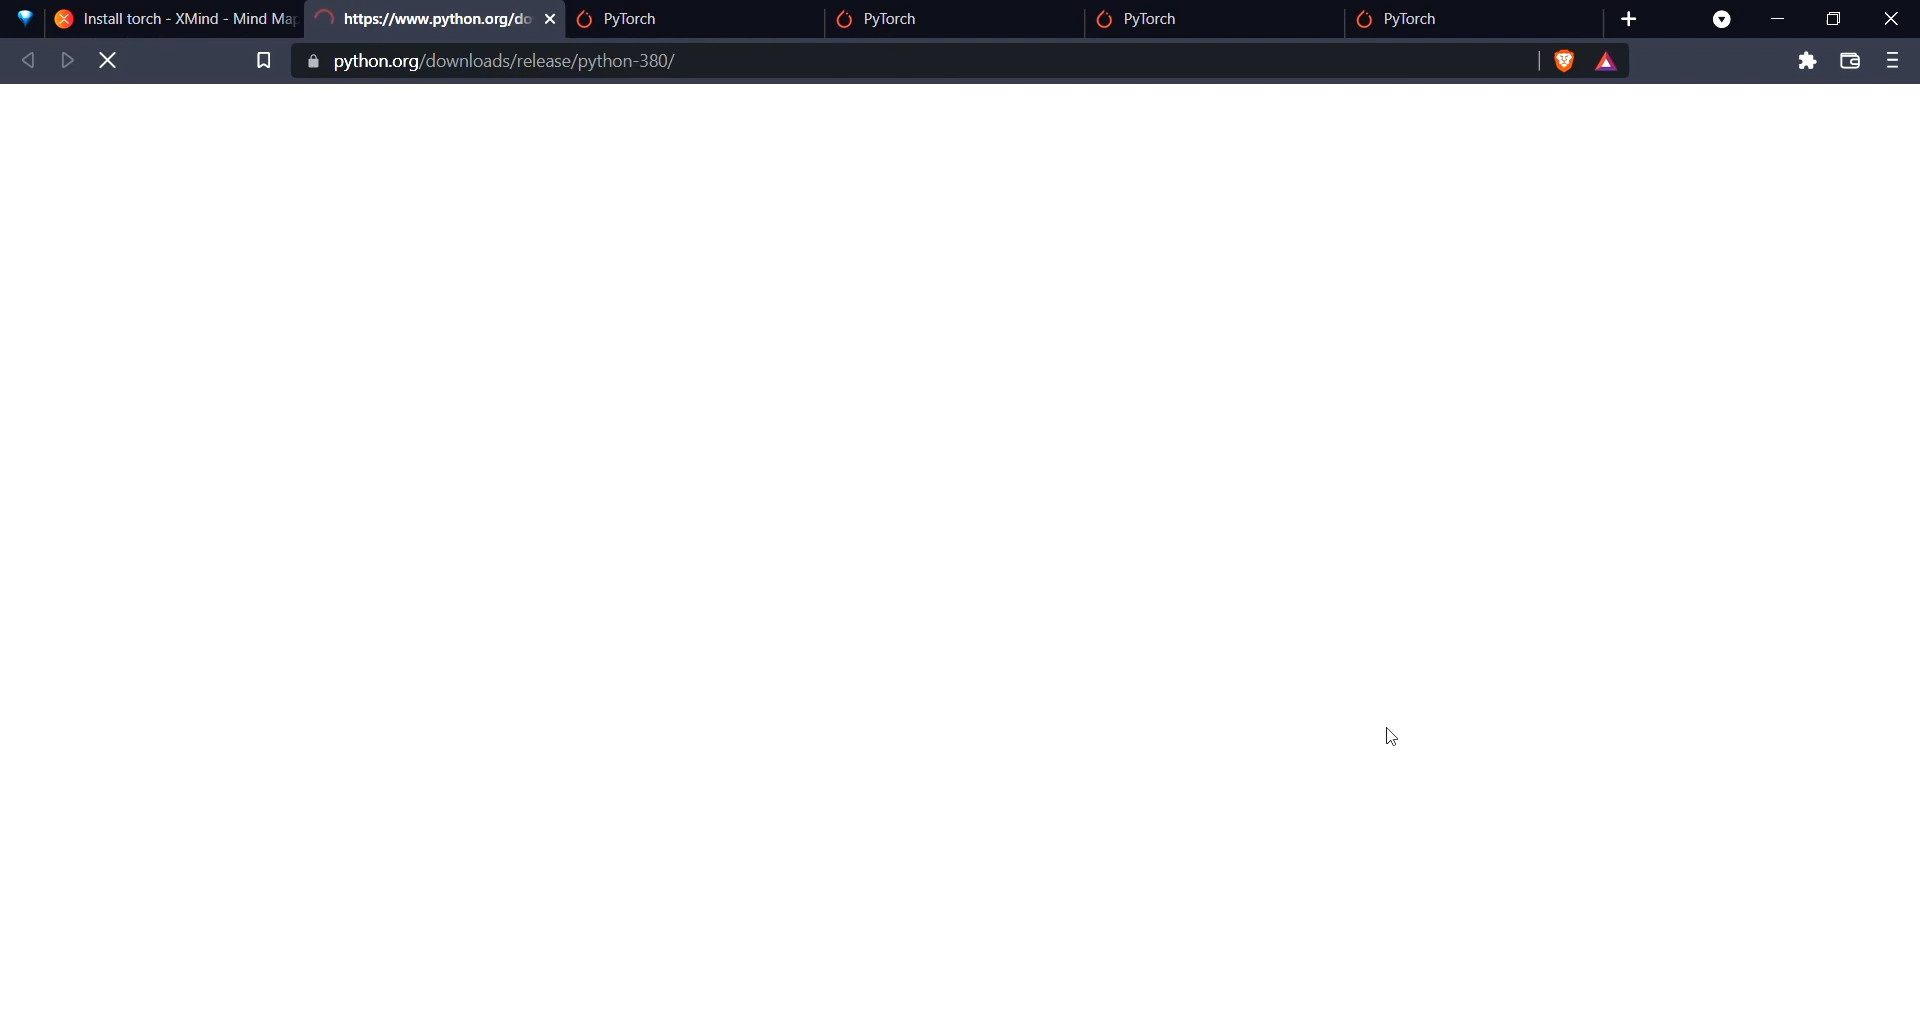 Install torch - XMind - Mind Map
https://www.python.org/do
PyTorch
PyTorch
PyTorch
PyTorch
python.org/downloads/release/python-380/